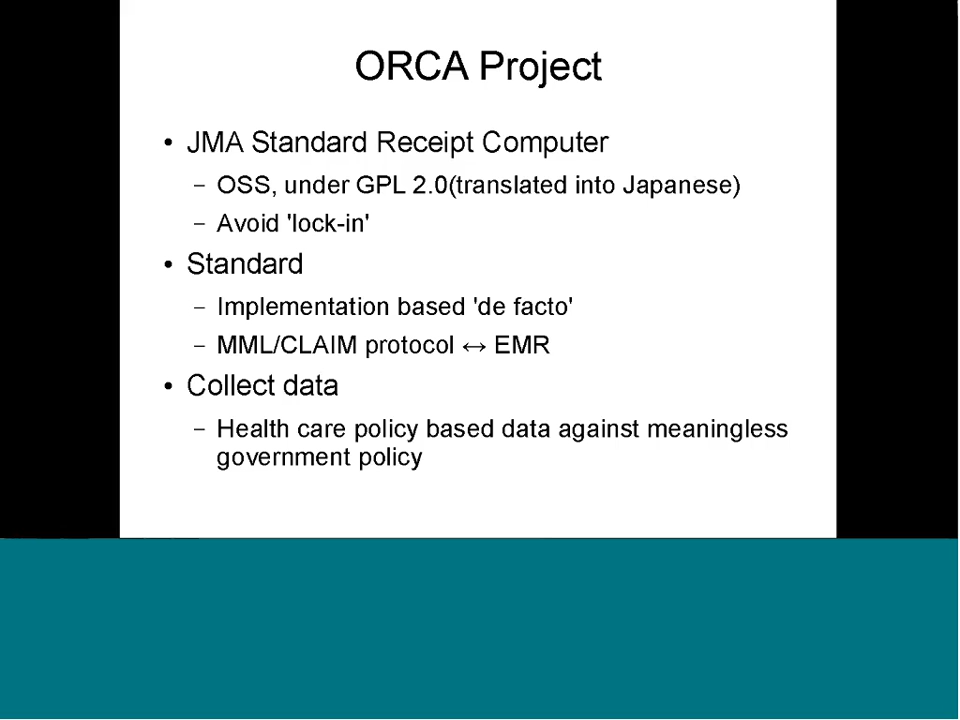 ORCA Project
• JMA Standard Receipt Computer
– OSS, under GPL 2.0(translated into Japanese)
– Avoid 'lock-in'
• Standard
– Implementation based 'de facto'
– MML/CLAIM protocol ↔ EMR
• Collect data
– Health care policy based data against meaningless
government policy